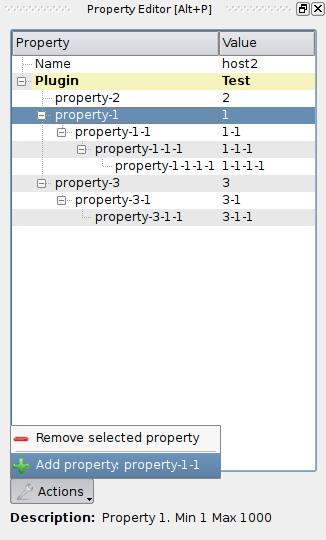 Property Editor [Alt+P]
Property Value
Name host2
Plugin Test
property-2 2
property-1 1
property-1-1 1-1
property-1-1-1 1-1-1
property-1-1-1-1 1-1-1-1
property-3 3
property-3-1 3-1
property-3-1-1 3-1-1
Remove selected property
Add property: property-1-1
Actions
Description: Property 1. Min 1 Max 1000